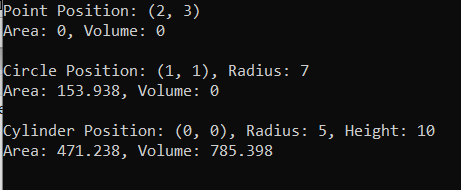 Point Position: (2, 3)
Area: 0, Volume: 0
Circle Position: (1, 1), Radius: 7
Area: 153.938, Volume: 0
Cylinder Position: (0, 0), Radius: 5, Height: 10
Area: 471.238, Volume: 785.398